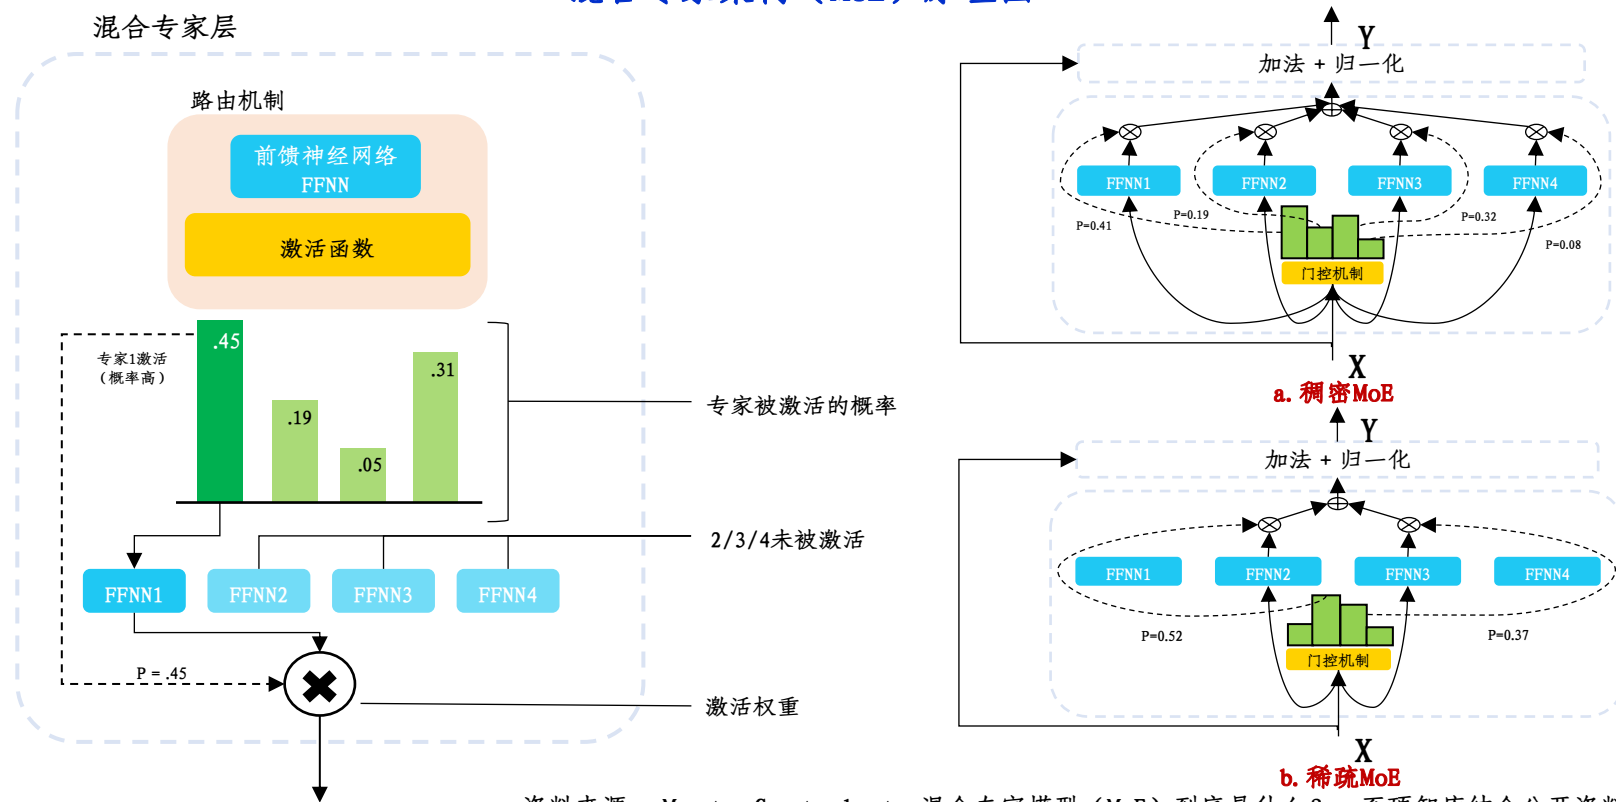 混合专家层
路由机制
前馈神经网络
FFNN
激活函数
专家1激活
(概率高)
.45
.19
.05
.31
专家被激活的概率
2/3/4未被激活
FFNN1
FFNN2
FFNN3
FFNN4
P = .45
激活权重
Y
加法 + 归一化
FFNN1
FFNN2
FFNN3
FFNN4
P=0.41
P=0.19
P=0.32
P=0.08
门控机制
X
a. 稠密MoE
Y
加法 + 归一化
FFNN1
FFNN2
FFNN3
FFNN4
P=0.52
P=0.37
门控机制
X
b. 稀疏MoE